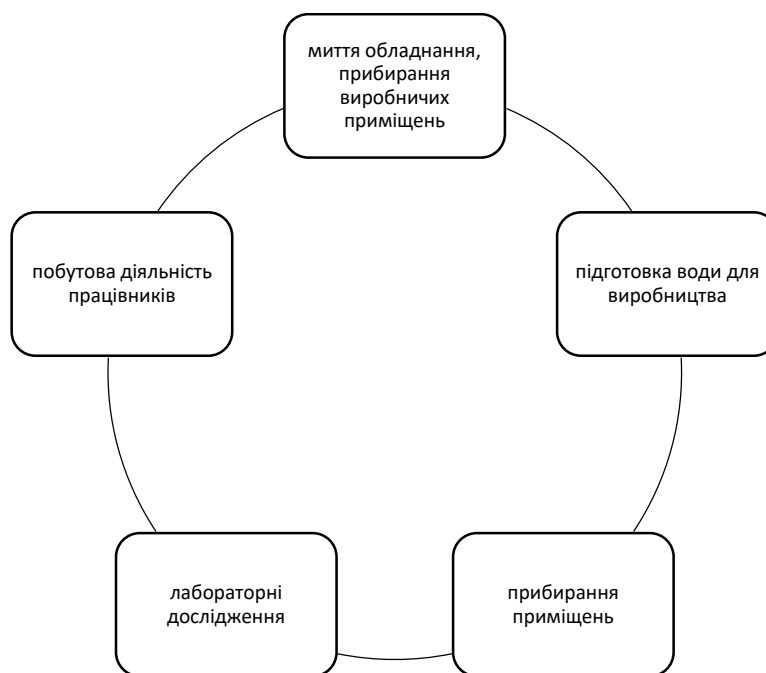 миття обладнання,
прибирання
виробничих
приміщень
побутова діяльність
працівників
підготовка води для
виробництва
лабораторні
дослідження
прибирання
приміщень